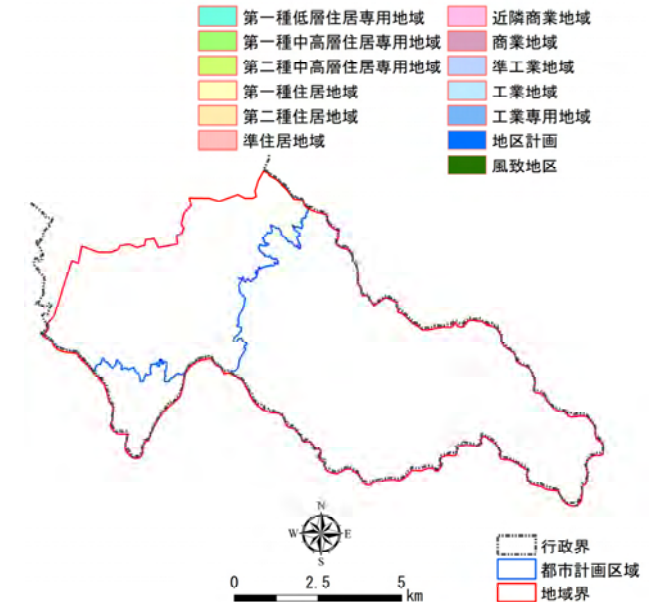 第一種低層住居専用地域
第一種中高層住居専用地域
第二種中高層住居専用地域
第一種住居地域
第二種住居地域
準住居地域
近隣商業地域
商業地域
準工業地域
工業地域
工業専用地域
地区計画
風致地区
N
W E
S
0 2.5 5
km
行政界
都市計画区域
地域界